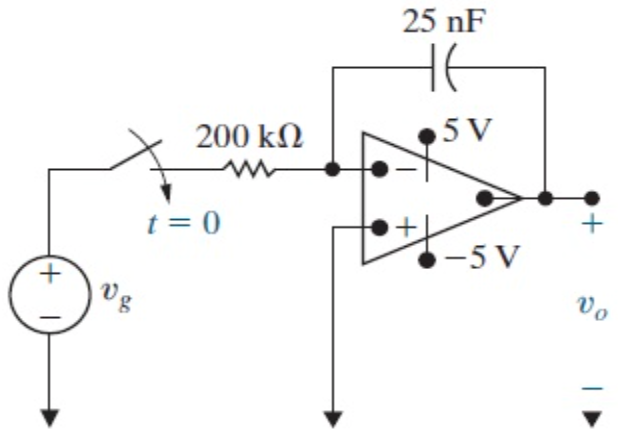 25 nF
200 kΩ
5 V
−
t = 0
+
−5 V
+
−
v_g
+
v_o
−